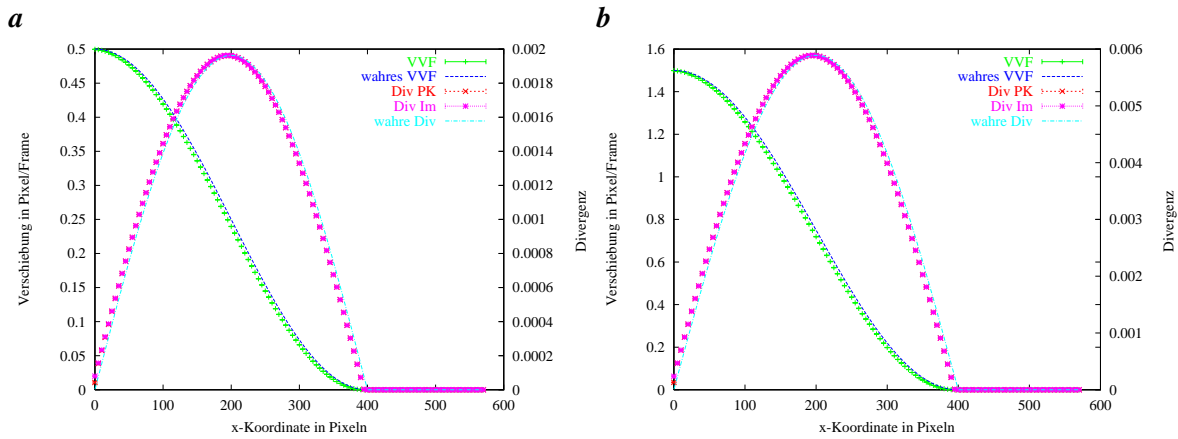 a
0.5
0.45
0.4
0.35
0.3
0.25
0.2
0.15
0.1
0.05
0
0.002
0.0018
0.0016
0.0014
0.0012
0.001
0.0008
0.0006
0.0004
0.0002
0
0 100 200 300 400 500 600
x-Koordinate in Pixeln
Verschiebung in Pixel/Frame
Divergenz
VVF
wahres VVF
Div PK
Div Im
wahre Div
b
1.6
1.4
1.2
1
0.8
0.6
0.4
0.2
0
0.006
0.005
0.004
0.003
0.002
0.001
0
0 100 200 300 400 500 600
x-Koordinate in Pixeln
Verschiebung in Pixel/Frame
Divergenz
VVF
wahres VVF
Div PK
Div Im
wahre Div